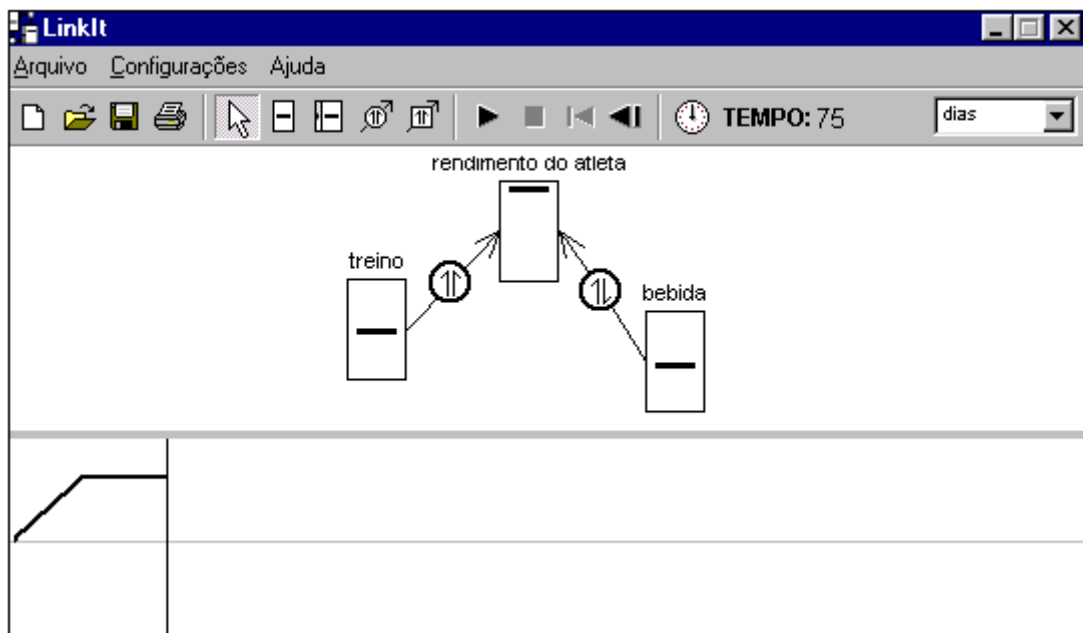 LinkIt
Arquivo Configurações Ajuda
TEMPO: 75 dias
rendimento do atleta
treino
bebida